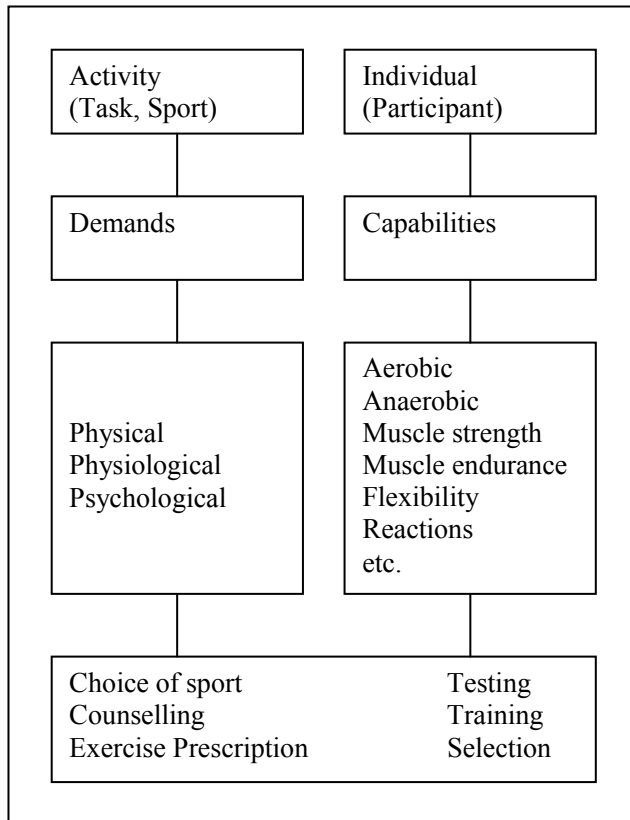 Activity
(Task, Sport)
Individual
(Participant)
Demands
Capabilities
Physical
Physiological
Psychological
Aerobic
Anaerobic
Muscle strength
Muscle endurance
Flexibility
Reactions
etc.
Choice of sport
Counselling
Exercise Prescription
Testing
Training
Selection